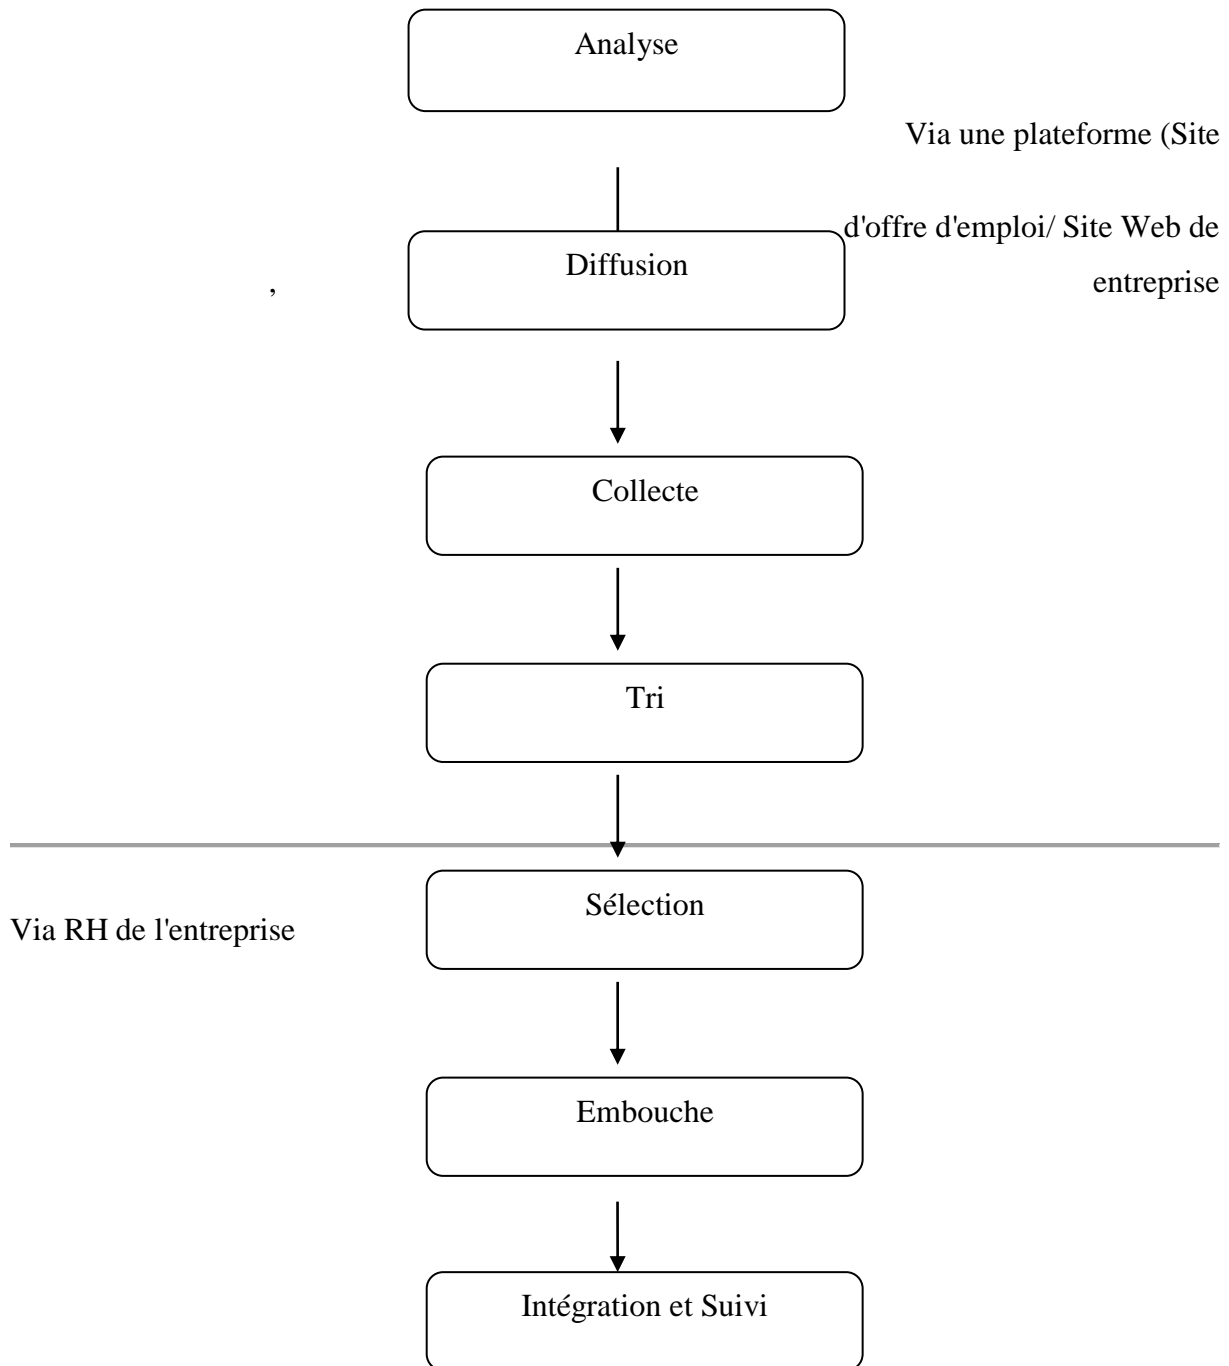 Analyse
Via une plateforme (Site
d'offre d'emploi/ Site Web de
Diffusion
,
entreprise
Collecte
Tri
Sélection
Via RH de l'entreprise
Embouche
Intégration et Suivi